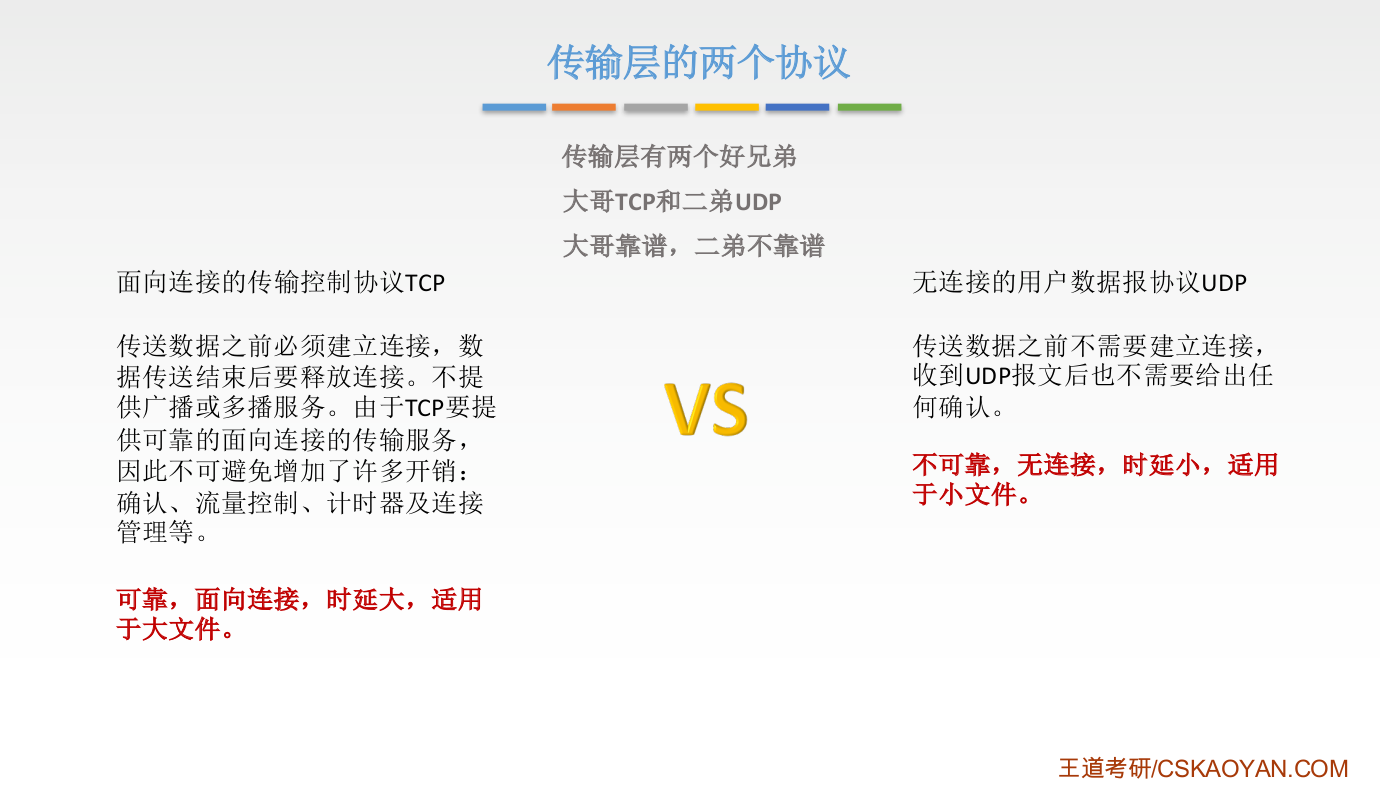 传输层的两个协议
传输层有两个好兄弟
大哥TCP和二弟UDP
大哥靠谱，二弟不靠谱
面向连接的传输控制协议TCP
传送数据之前必须建立连接，数
据传送结束后要释放连接。不提
供广播或多播服务。由于TCP要提
供可靠的面向连接的传输服务，
因此不可避免增加了许多开销：
确认、流量控制、计时器及连接
管理等。
可靠，面向连接，时延大，适用
于大文件。
VS
无连接的用户数据报协议UDP
传送数据之前不需要建立连接，
收到UDP报文后也不需要给出任
何确认。
不可靠，无连接，时延小，适用
于小文件。
王道考研/CSKAOYAN.COM